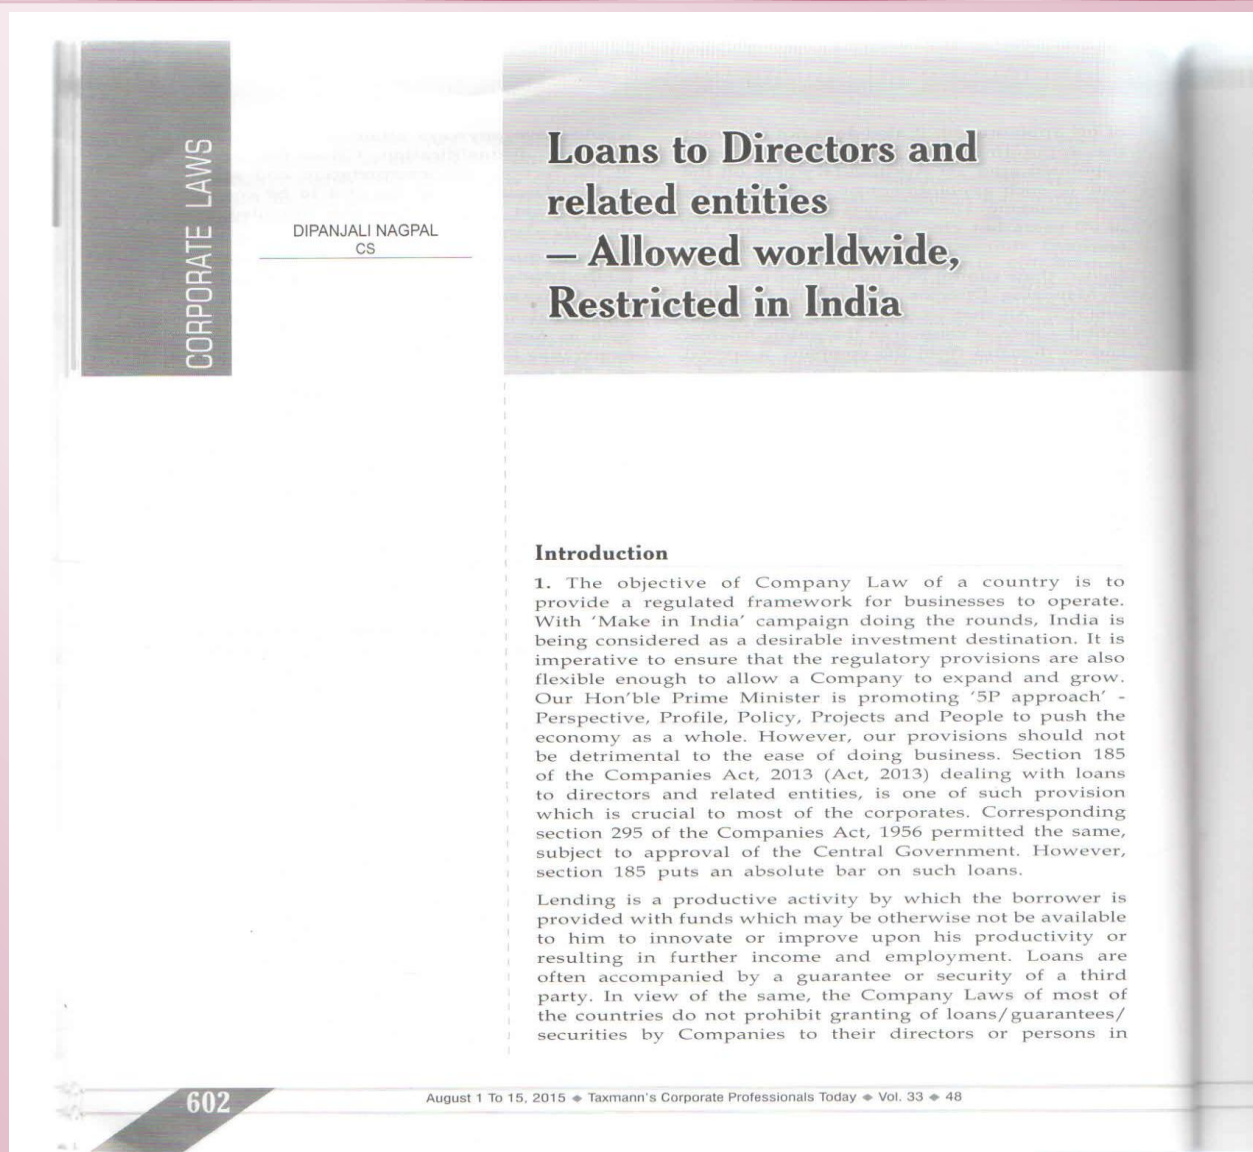 CORPORATE LAWS
DIPANJALI NAGPAL
CS
Loans to Directors and
related entities
— Allowed worldwide,
Restricted in India
Introduction
1. The objective of Company Law of a country is to
provide a regulated framework for businesses to operate.
With 'Make in India' campaign doing the rounds, India is
being considered as a desirable investment destination. It is
imperative to ensure that the regulatory provisions are also
flexible enough to allow a Company to expand and grow.
Our Hon'ble Prime Minister is promoting '5P approach' -
Perspective, Profile, Policy, Projects and People to push the
economy as a whole. However, our provisions should not
be detrimental to the ease of doing business. Section 185
of the Companies Act, 2013 (Act, 2013) dealing with loans
to directors and related entities, is one of such provision
which is crucial to most of the corporates. Corresponding
section 295 of the Companies Act, 1956 permitted the same,
subject to approval of the Central Government. However,
section 185 puts an absolute bar on such loans.
Lending is a productive activity by which the borrower is
provided with funds which may be otherwise not be available
to him to innovate or improve upon his productivity or
resulting in further income and employment. Loans are
often accompanied by a guarantee or security of a third
party. In view of the same, the Company Laws of most of
the countries do not prohibit granting of loans/guarantees/
securities by Companies to their directors or persons in
602
August 1 To 15, 2015 ◆ Taxmann's Corporate Professionals Today ◆ Vol. 33 ◆ 48